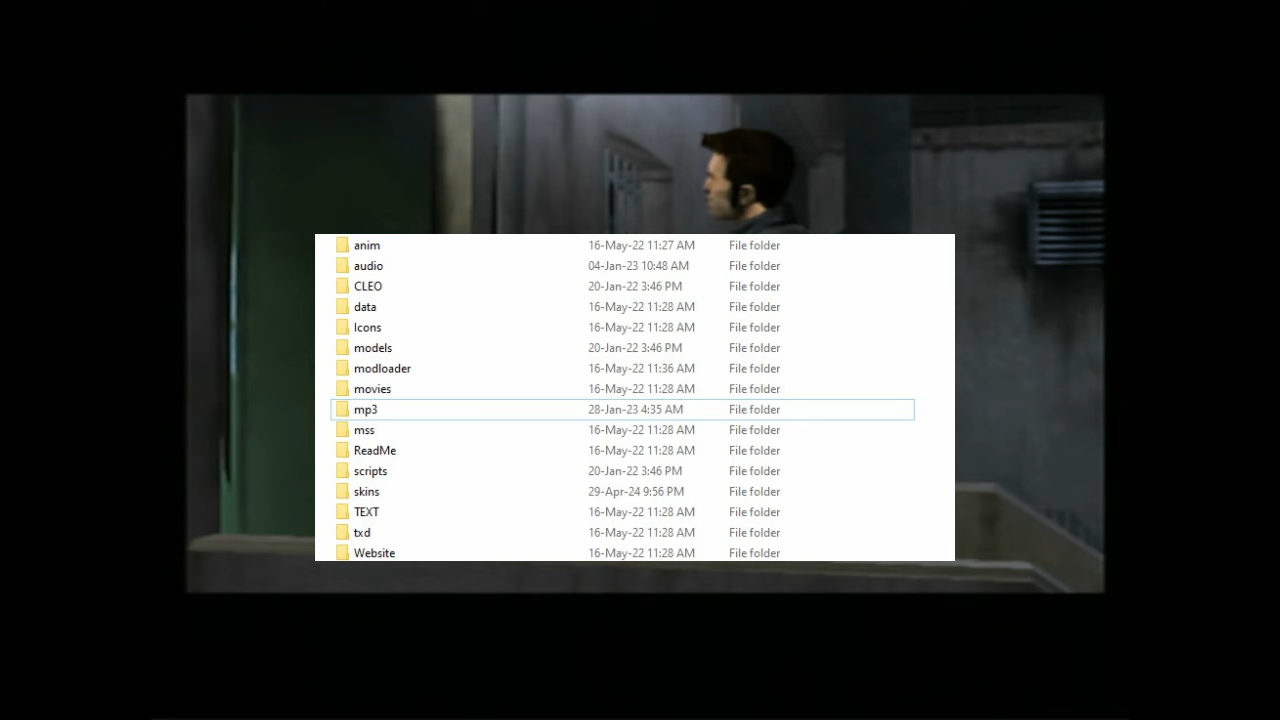 anim 16-May-22 11:27 AM File folder
audio 04-Jan-23 10:48 AM File folder
CLEO 20-Jan-22 3:46 PM File folder
data 16-May-22 11:28 AM File folder
Icons 16-May-22 11:28 AM File folder
models 20-Jan-22 3:46 PM File folder
modloader 16-May-22 11:36 AM File folder
movies 16-May-22 11:28 AM File folder
mp3 28-Jan-23 4:35 AM File folder
mss 16-May-22 11:28 AM File folder
ReadMe 16-May-22 11:28 AM File folder
scripts 20-Jan-22 3:46 PM File folder
skins 29-Apr-24 9:56 PM File folder
TEXT 16-May-22 11:28 AM File folder
txd 16-May-22 11:28 AM File folder
Website 16-May-22 11:28 AM File folder